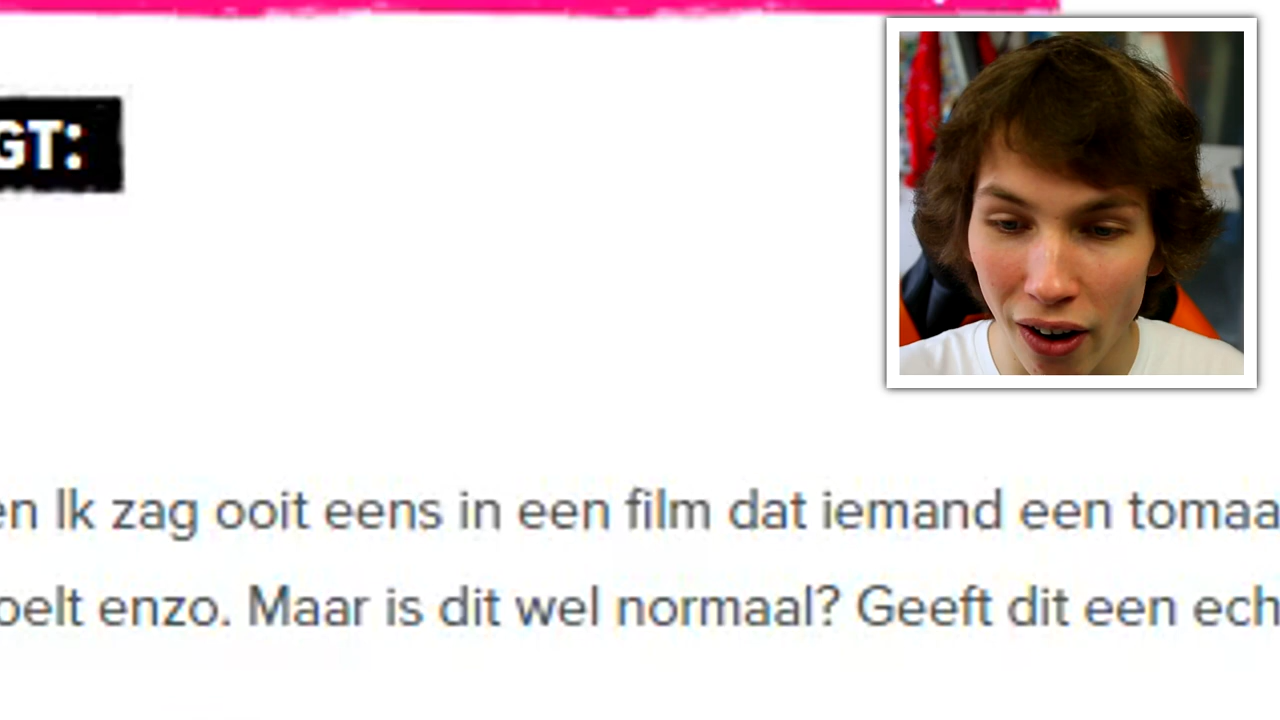 GT:
en Ik zag ooit eens in een film dat iemand een tomaa
oelt enzo. Maar is dit wel normaal? Geeft dit een ech